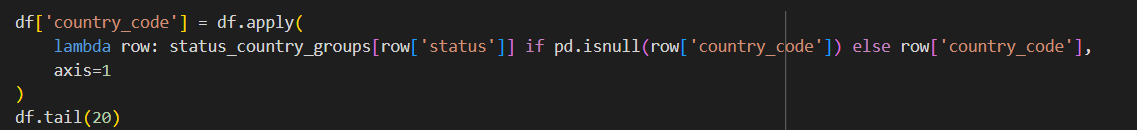 df['country_code'] = df.apply(
    lambda row: status_country_groups[row['status']] if pd.isnull(row['country_code']) else row['country_code'],
    axis=1
)
df.tail(20)